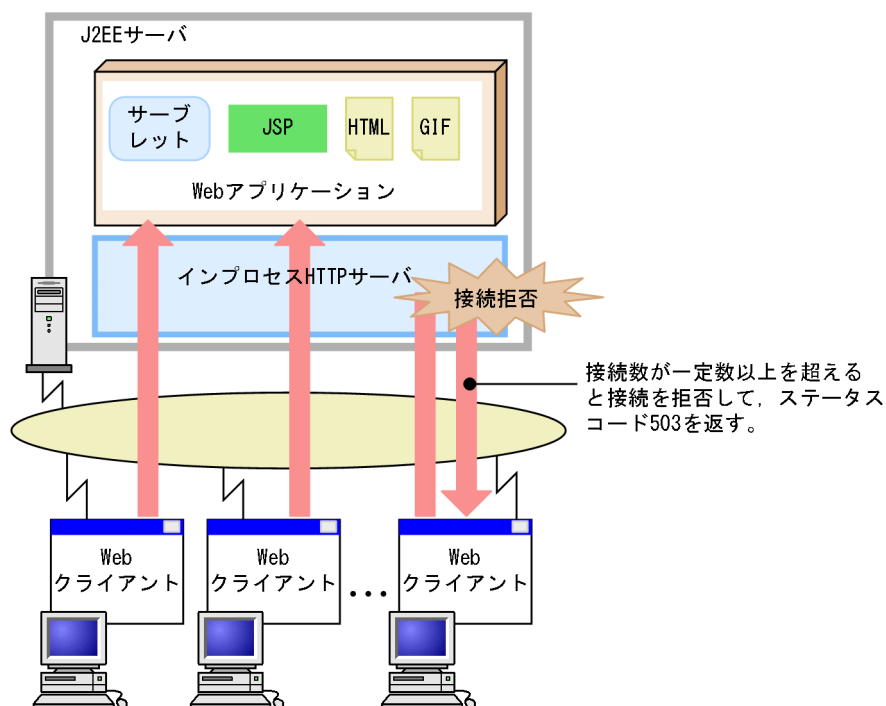 J2EEサーバ
サーブ
レット
JSP
HTML
GIF
Webアプリケーション
インプロセスHTTPサーバ
接続拒否
接続数が一定数以上を超える
と接続を拒否して，ステータス
コード503を返す。
Web
クライアント
Web
クライアント
...
Web
クライアント